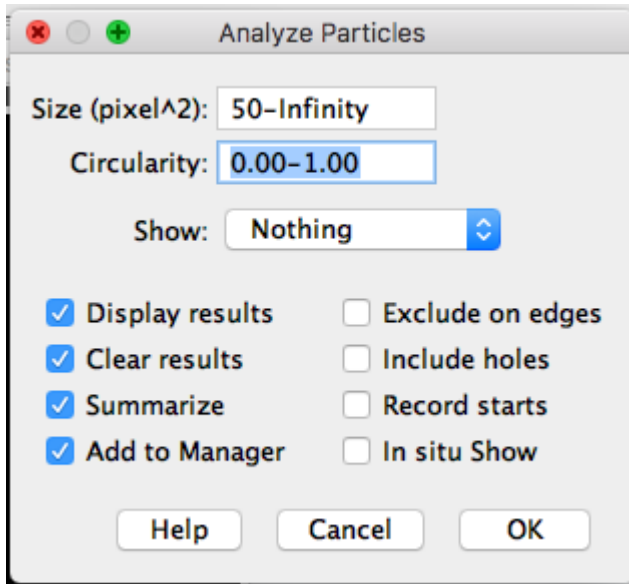 Analyze Particles
Size (pixel^2): 50-Infinity
Circularity: 0.00-1.00
Show: Nothing
Display results Exclude on edges
Clear results Include holes
Summarize Record starts
Add to Manager In situ Show
Help Cancel OK